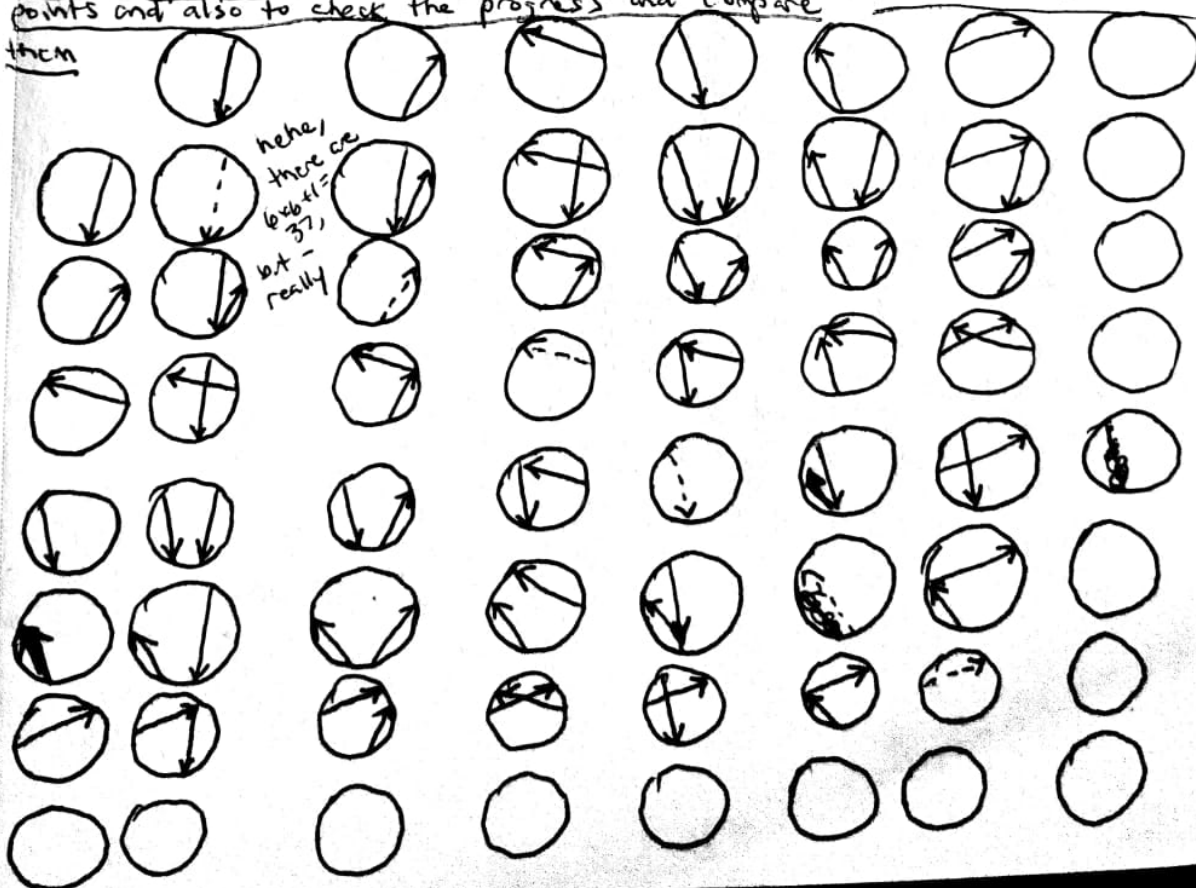 points and also to check the progress and compare
them
hehe,
there are
6x6+1=
37,
but –
really